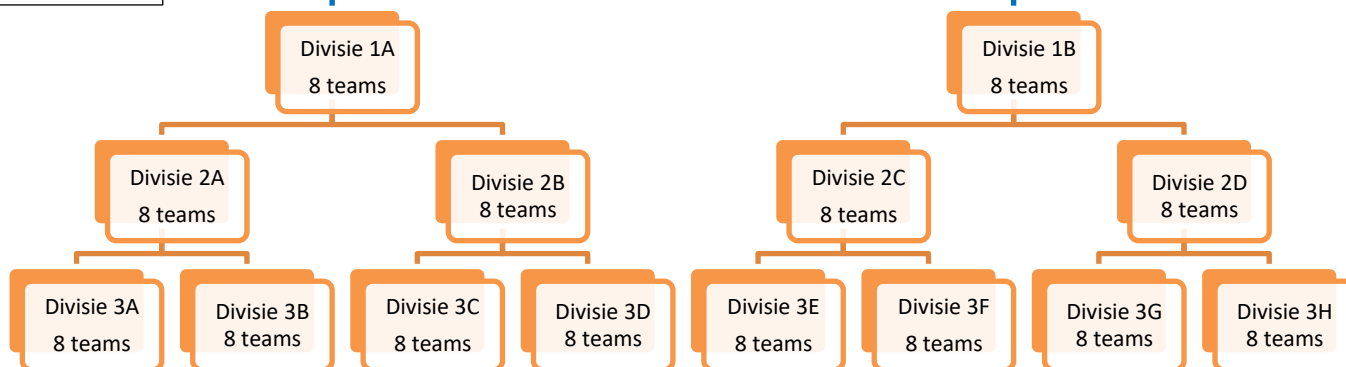 Divisie 1A
8 teams
Divisie 1B
8 teams
Divisie 2A
8 teams
Divisie 2B
8 teams
Divisie 2C
8 teams
Divisie 2D
8 teams
Divisie 3A
8 teams
Divisie 3B
8 teams
Divisie 3C
8 teams
Divisie 3D
8 teams
Divisie 3E
8 teams
Divisie 3F
8 teams
Divisie 3G
8 teams
Divisie 3H
8 teams